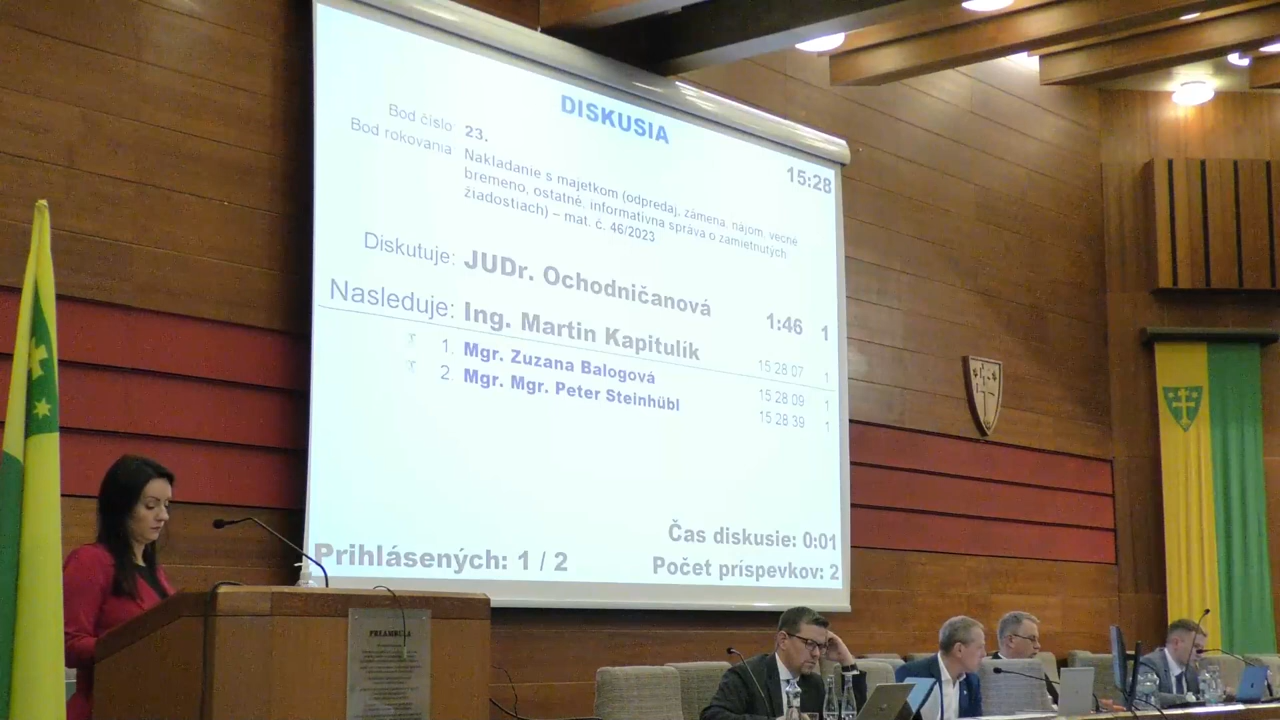 DISKUSIA
Bod číslo 23.
15:28
Bod rokovania Nakladanie s majetkom (odpredaj, zámena, nájom, vecné
bremeno, ostatné, informatívna správa o zamietnutých
žiadostiach) – mat. č. 46/2023
Diskutuje: JUDr. Ochodničanová 1:46 1
Nasleduje: Ing. Martin Kapitulík 15 28 07 1
1. Mgr. Zuzana Balogová 15 28 09 1
2. Mgr. Mgr. Peter Steinhübl 15 28 39 1
Čas diskusie: 0:01
Prihlásených: 1 / 2
Počet príspevkov: 2
PREAMBULA